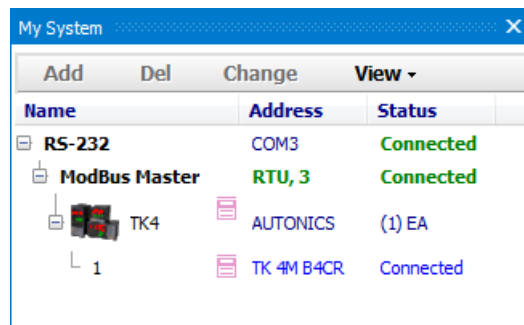 My System
Add Del Change View
Name Address Status
RS-232 COM3 Connected
ModBus Master RTU, 3 Connected
TK4 AUTONICS (1) EA
1 TK 4M B4CR Connected